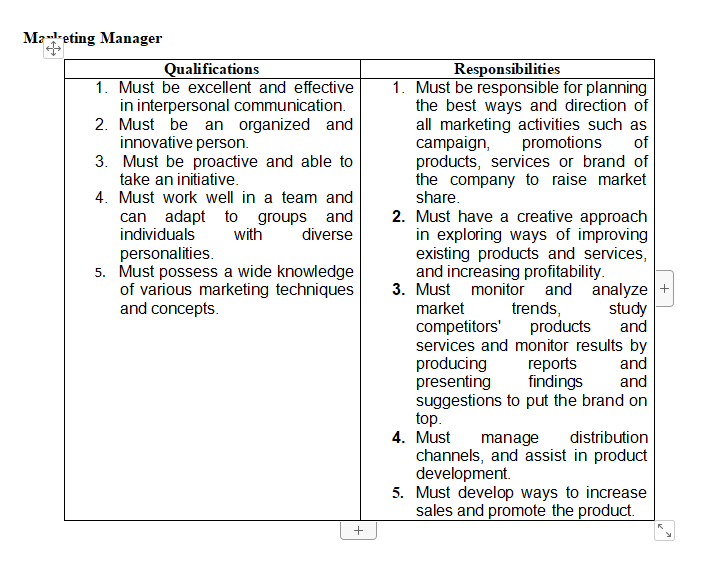 Marketing Manager
Qualifications
1. Must be excellent and effective
in interpersonal communication.
2. Must be an organized and
innovative person.
3. Must be proactive and able to
take an initiative.
4. Must work well in a team and
can adapt to groups and
individuals with diverse
personalities.
5. Must possess a wide knowledge
of various marketing techniques
and concepts.
Responsibilities
1. Must be responsible for planning
the best ways and direction of
all marketing activities such as
campaign, promotions of
products, services or brand of
the company to raise market
share.
2. Must have a creative approach
in exploring ways of improving
existing products and services,
and increasing profitability.
3. Must monitor and analyze
market trends, study
competitors' products and
services and monitor results by
producing reports and
presenting findings and
suggestions to put the brand on
top.
4. Must manage distribution
channels, and assist in product
development.
5. Must develop ways to increase
sales and promote the product.